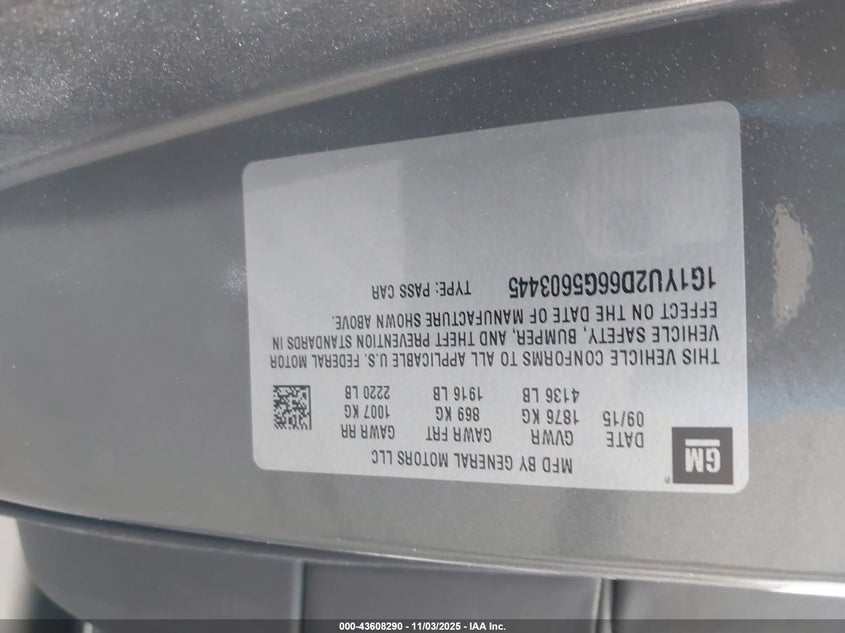 GM
®
MFD BY GENERAL MOTORS LLC
DATE GVWR GAWR FRT GAWR RR
09/15 1876 KG 869 KG 1007 KG
4136 LB 1916 LB 2220 LB
THIS VEHICLE CONFORMS TO ALL APPLICABLE U.S. FEDERAL MOTOR
VEHICLE SAFETY, BUMPER, AND THEFT PREVENTION STANDARDS IN
EFFECT ON THE DATE OF MANUFACTURE SHOWN ABOVE.
1G1YU2D66G5603445 TYPE: PASS CAR
000-43608290 - 11/03/2025 - IAA Inc.